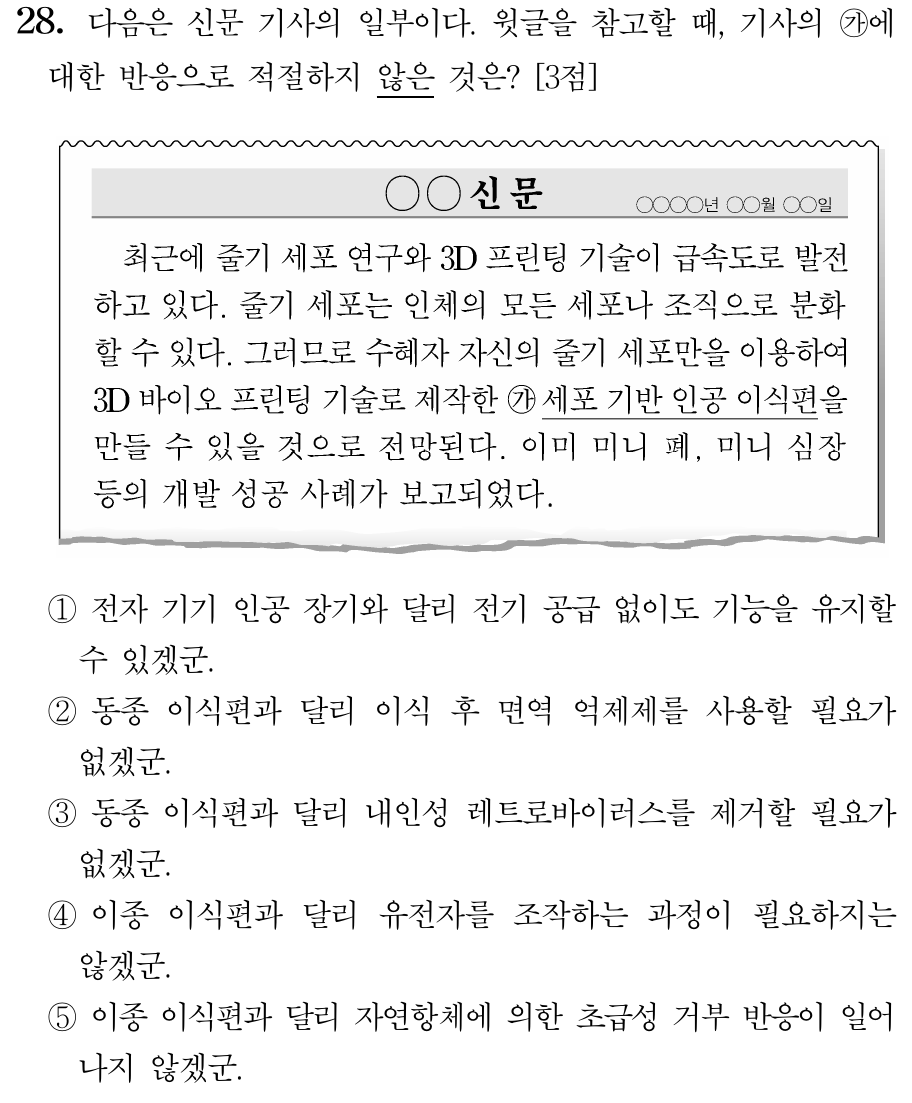 28. 다음은 신문 기사의 일부이다. 윗글을 참고할 때, 기사의 ㉮에
대한 반응으로 적절하지 않은 것은? [3점]
○○신문
○○○○년 ○○월 ○○일
최근에 줄기 세포 연구와 3D 프린팅 기술이 급속도로 발전
하고 있다. 줄기 세포는 인체의 모든 세포나 조직으로 분화
할 수 있다. 그러므로 수혜자 자신의 줄기 세포만을 이용하여
3D 바이오 프린팅 기술로 제작한 ㉮세포 기반 인공 이식편을
만들 수 있을 것으로 전망된다. 이미 미니 폐, 미니 심장
등의 개발 성공 사례가 보고되었다.
① 전자 기기 인공 장기와 달리 전기 공급 없이도 기능을 유지할
수 있겠군.
② 동종 이식편과 달리 이식 후 면역 억제제를 사용할 필요가
없겠군.
③ 동종 이식편과 달리 내인성 레트로바이러스를 제거할 필요가
없겠군.
④ 이종 이식편과 달리 유전자를 조작하는 과정이 필요하지는
않겠군.
⑤ 이종 이식편과 달리 자연항체에 의한 초급성 거부 반응이 일어
나지 않겠군.